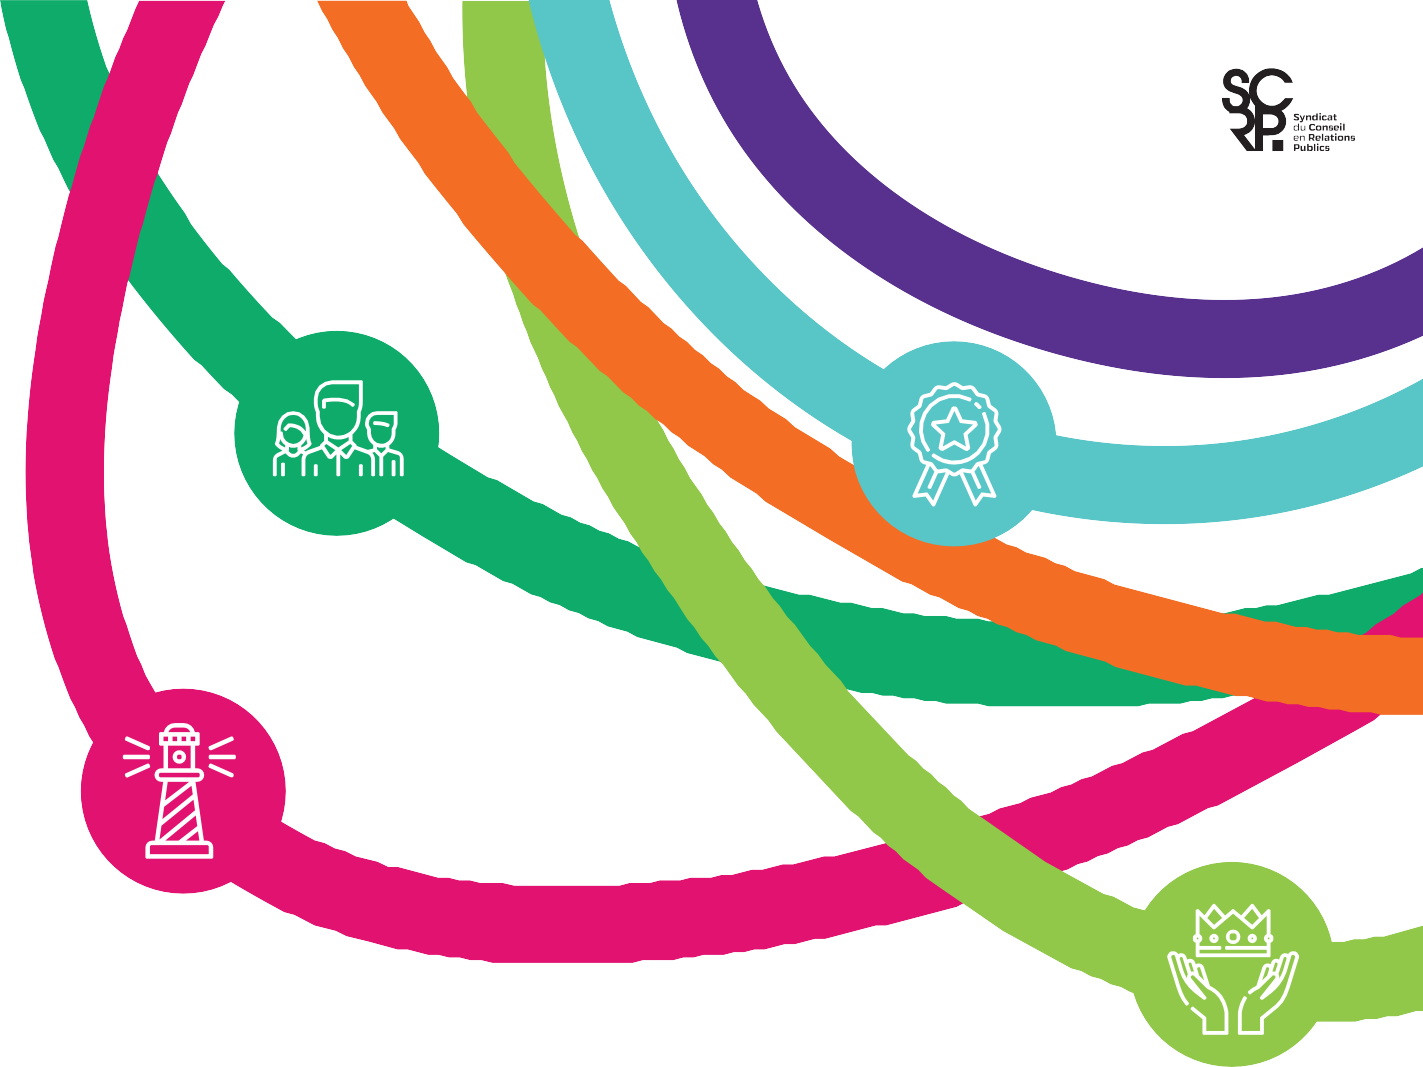 SC
RP.
Syndicat
du Conseil
en Relations
Publics